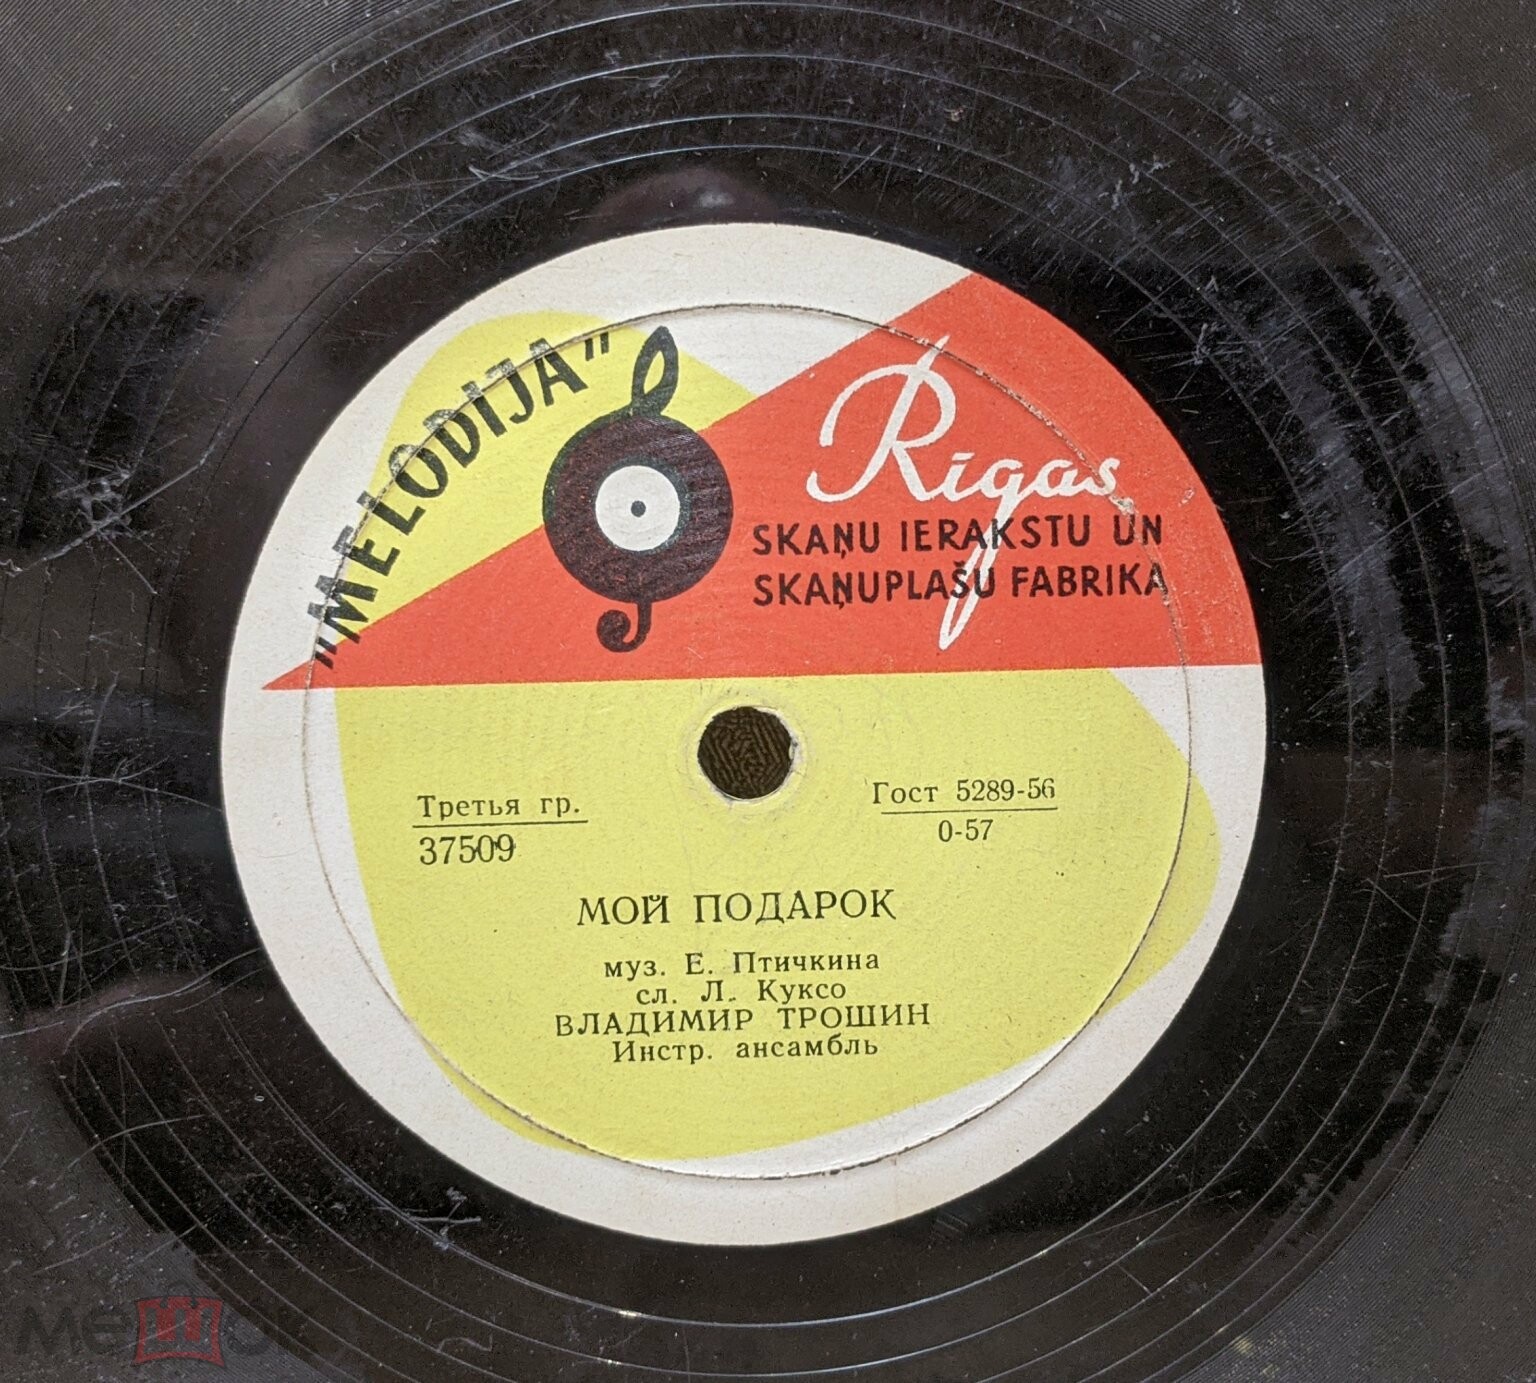 „MELODIJA”
Rīgas
SKAŅU IERAKSTU UN
SKAŅUPLAŠU FABRIKA
Третья гр.
37509
Гост 5289-56
0-57
МОЙ ПОДАРОК
муз. Е. Птичкина
сл. Л. Куксо
ВЛАДИМИР ТРОШИН
Инстр. ансамбль
мешок